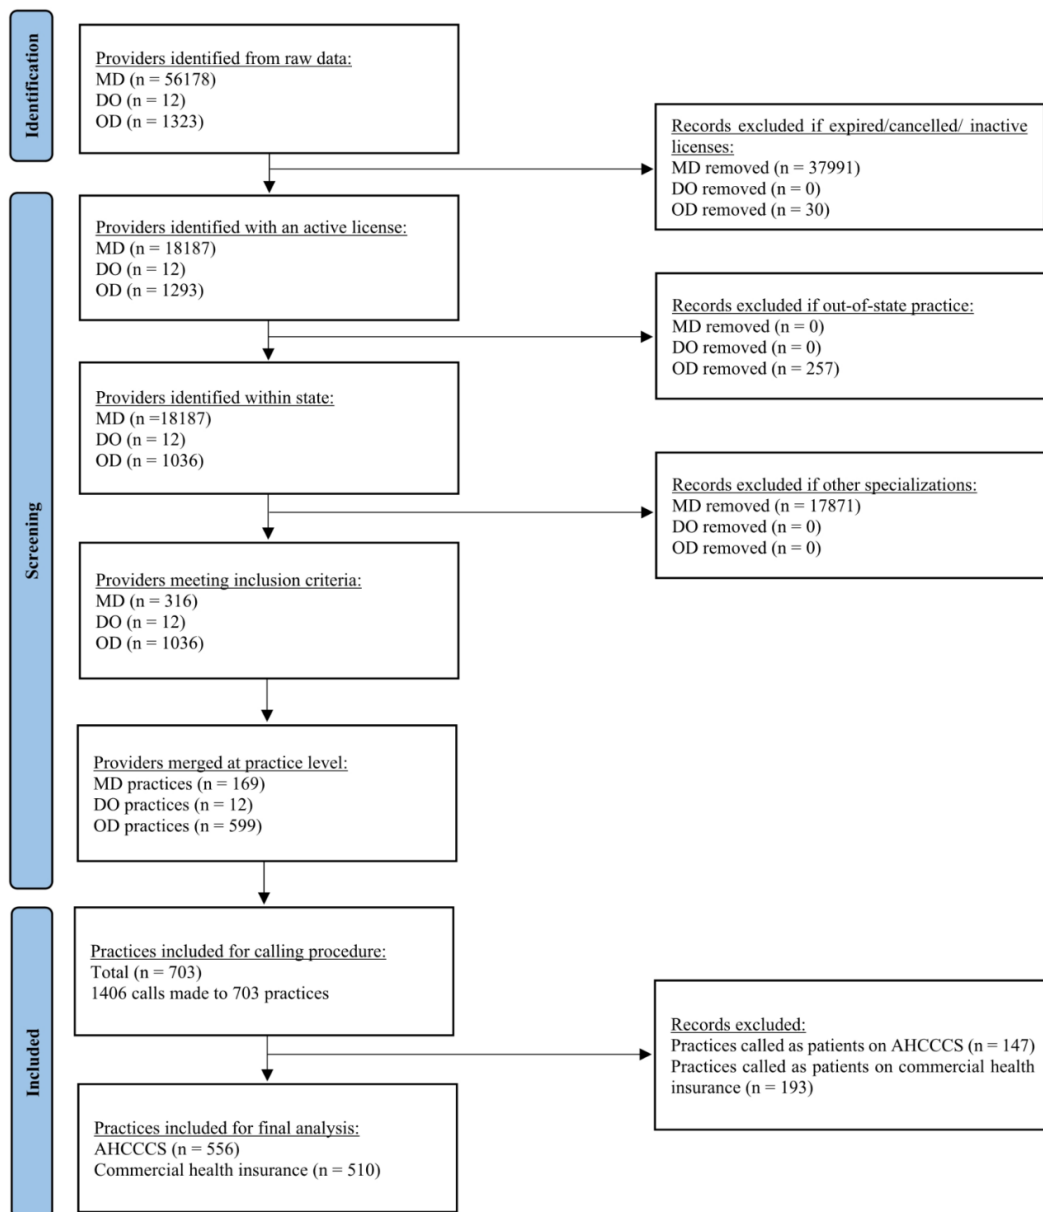 Identification
Providers identified from raw data:
MD (n = 56178)
DO (n = 12)
OD (n = 1323)
Records excluded if expired/cancelled/ inactive
licenses:
MD removed (n = 37991)
DO removed (n = 0)
OD removed (n = 30)
Screening
Providers identified with an active license:
MD (n = 18187)
DO (n = 12)
OD (n = 1293)
Records excluded if out-of-state practice:
MD removed (n = 0)
DO removed (n = 0)
OD removed (n = 257)
Providers identified within state:
MD (n =18187)
DO (n = 12)
OD (n = 1036)
Records excluded if other specializations:
MD removed (n = 17871)
DO removed (n = 0)
OD removed (n = 0)
Providers meeting inclusion criteria:
MD (n = 316)
DO (n = 12)
OD (n = 1036)
Providers merged at practice level:
MD practices (n = 169)
DO practices (n = 12)
OD practices (n = 599)
Included
Practices included for calling procedure:
Total (n = 703)
1406 calls made to 703 practices
Records excluded:
Practices called as patients on AHCCCS (n = 147)
Practices called as patients on commercial health
insurance (n = 193)
Practices included for final analysis:
AHCCCS (n = 556)
Commercial health insurance (n = 510)